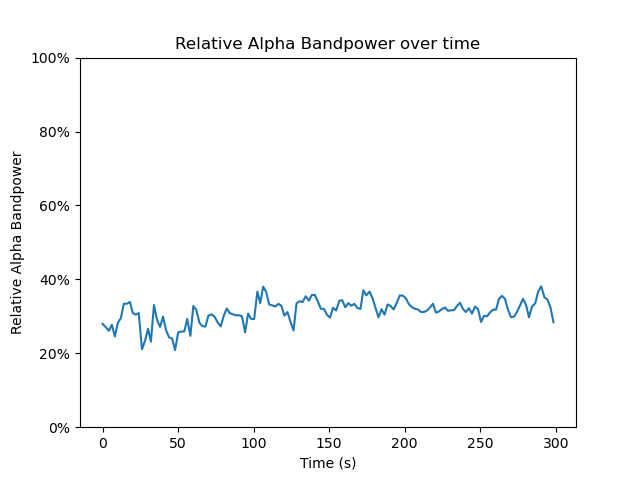 Relative Alpha Bandpower over time
100%
80%
60%
40%
20%
0%
Relative Alpha Bandpower
0 50 100 150 200 250 300
Time (s)